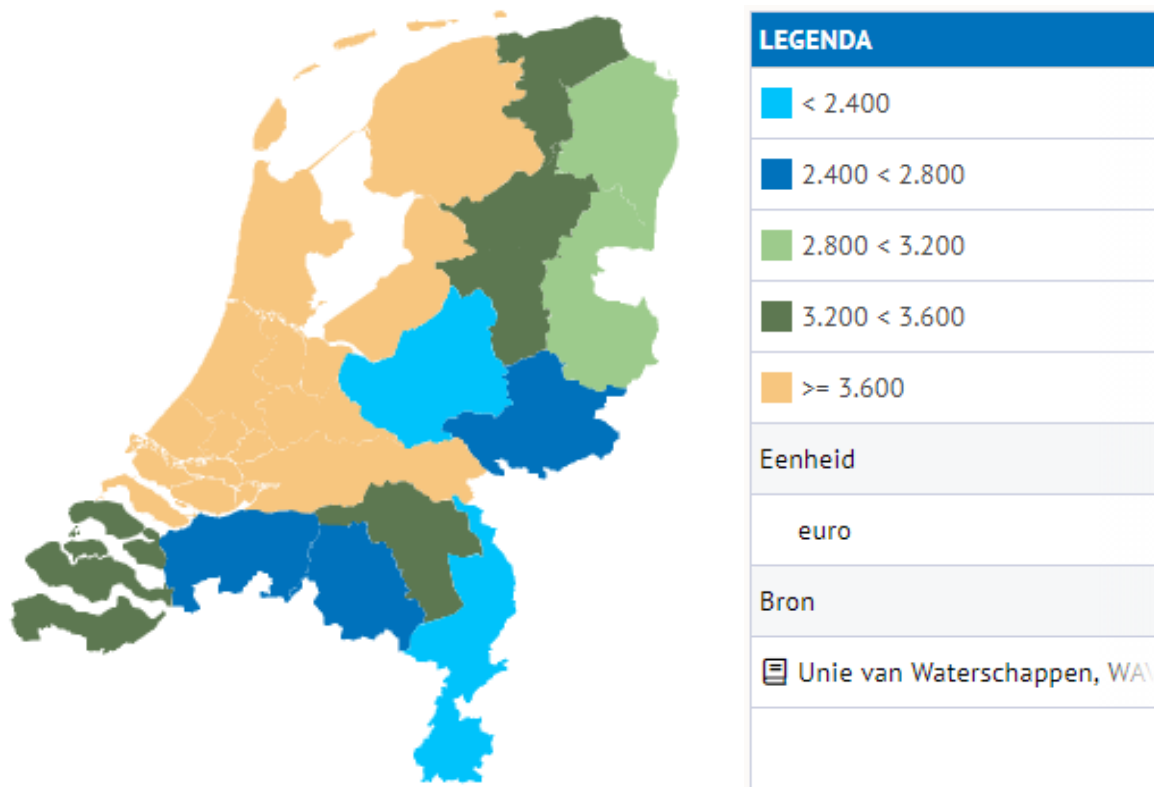 LEGENDA
< 2.400
2.400 < 2.800
2.800 < 3.200
3.200 < 3.600
>= 3.600
Eenheid
euro
Bron
Unie van Waterschappen,